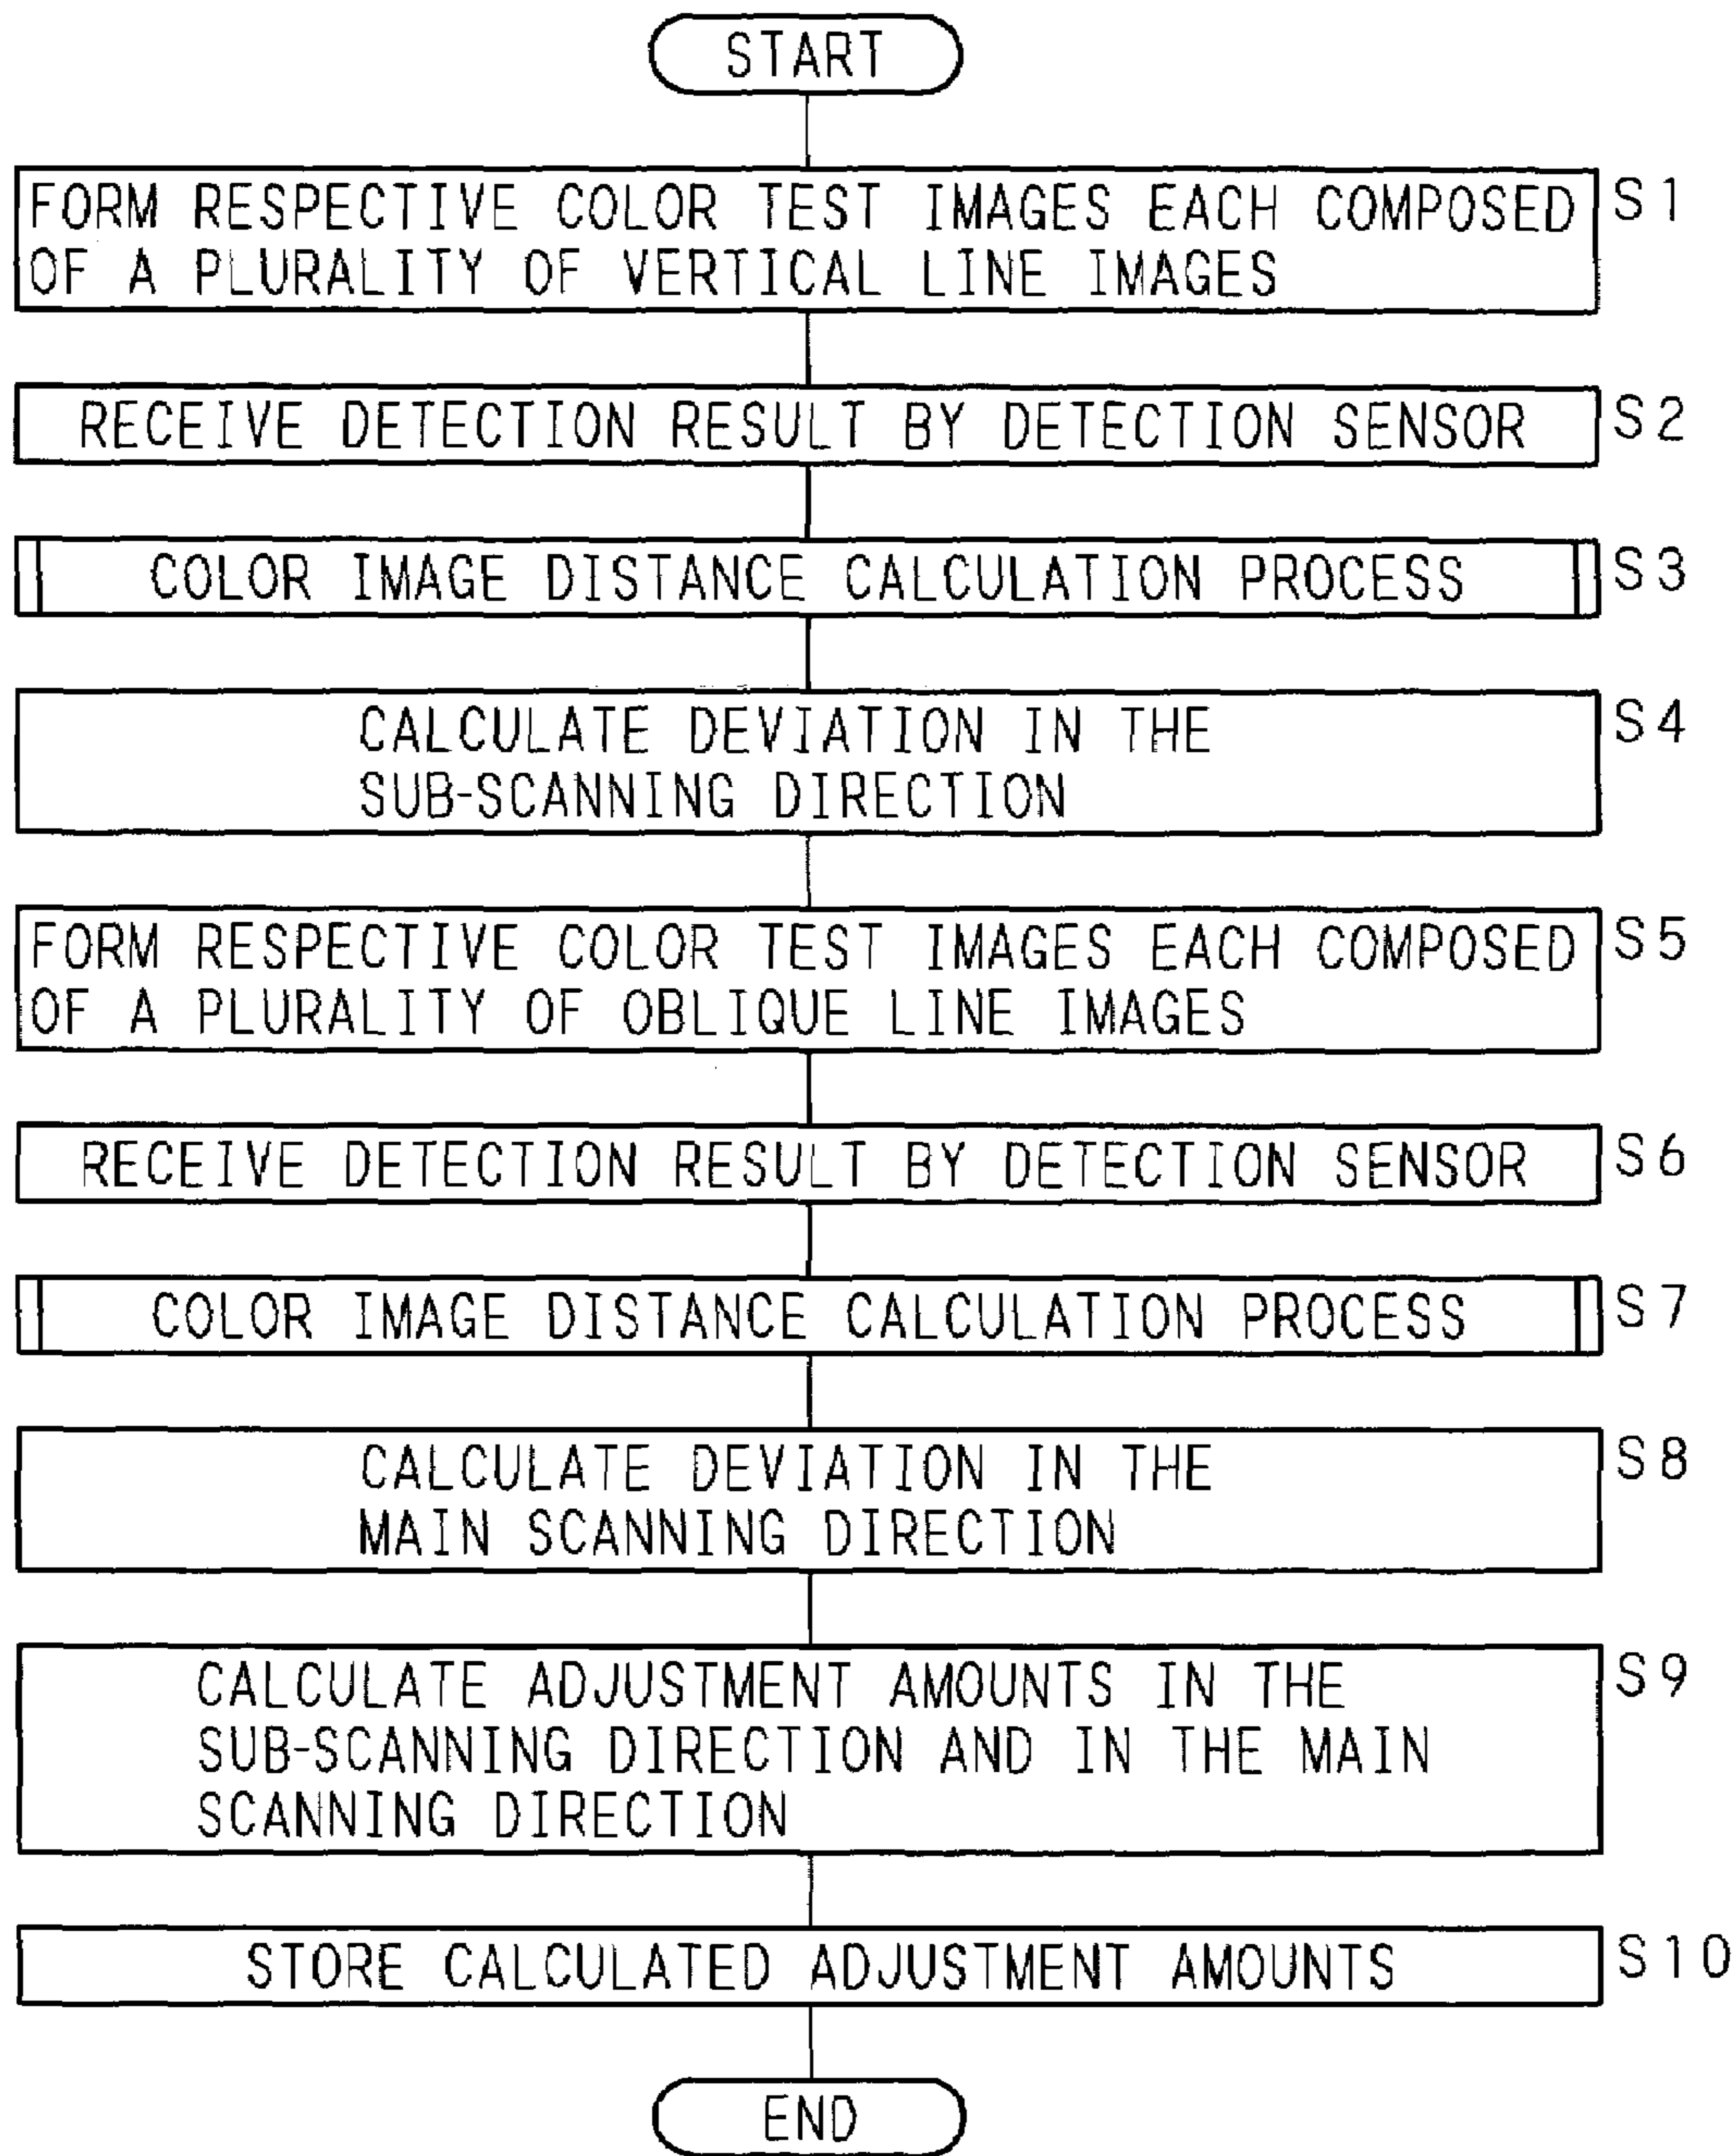 START
FORM RESPECTIVE COLOR TEST IMAGES EACH COMPOSED S1
OF A PLURALITY OF VERTICAL LINE IMAGES
RECEIVE DETECTION RESULT BY DETECTION SENSOR S2
COLOR IMAGE DISTANCE CALCULATION PROCESS S3
CALCULATE DEVIATION IN THE S4
SUB-SCANNING DIRECTION
FORM RESPECTIVE COLOR TEST IMAGES EACH COMPOSED S5
OF A PLURALITY OF OBLIQUE LINE IMAGES
RECEIVE DETECTION RESULT BY DETECTION SENSOR S6
COLOR IMAGE DISTANCE CALCULATION PROCESS S7
CALCULATE DEVIATION IN THE S8
MAIN SCANNING DIRECTION
CALCULATE ADJUSTMENT AMOUNTS IN THE S9
SUB-SCANNING DIRECTION AND IN THE MAIN
SCANNING DIRECTION
STORE CALCULATED ADJUSTMENT AMOUNTS S10
END